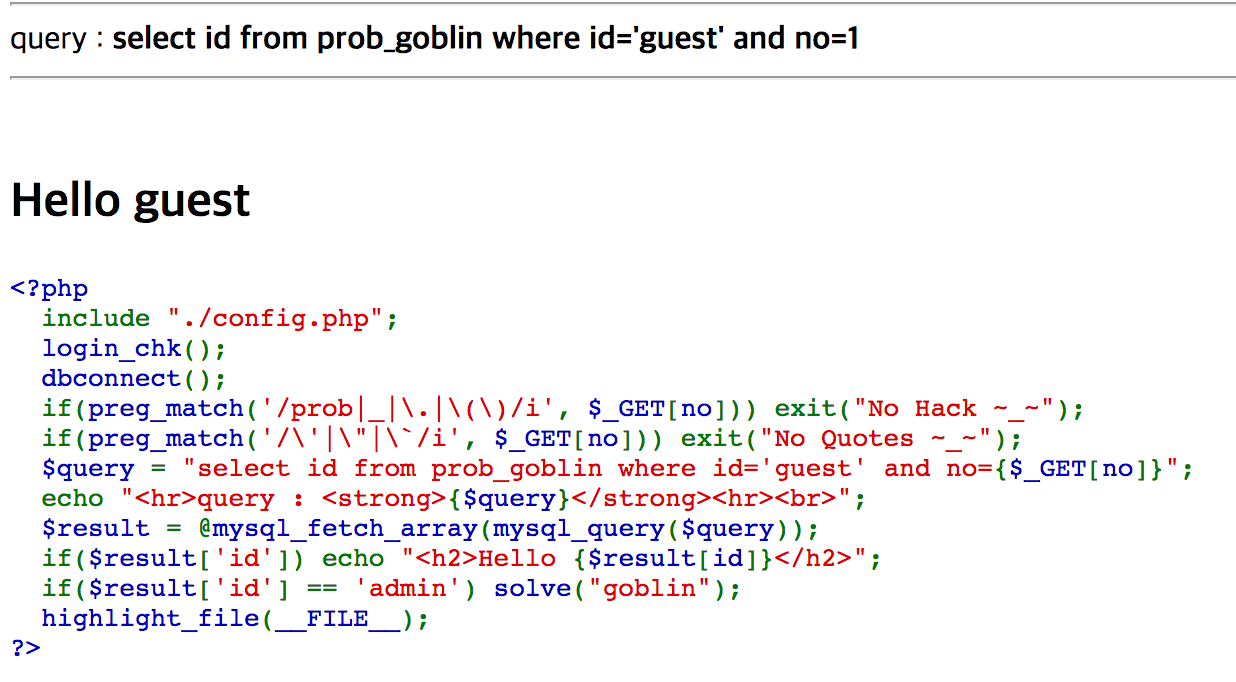 query : select id from prob_goblin where id='guest' and no=1
Hello guest
<?php
  include "./config.php";
  login_chk();
  dbconnect();
  if(preg_match('/prob|_|\.|\(\)/i', $_GET[no])) exit("No Hack ~_~");
  if(preg_match('/\'|\"|\`/i', $_GET[no])) exit("No Quotes ~_~");
  $query = "select id from prob_goblin where id='guest' and no={$_GET[no]}";
  echo "<hr>query : <strong>{$query}</strong><hr><br>";
  $result = @mysql_fetch_array(mysql_query($query));
  if($result['id']) echo "<h2>Hello {$result[id]}</h2>";
  if($result['id'] == 'admin') solve("goblin");
  highlight_file(__FILE__);
?>